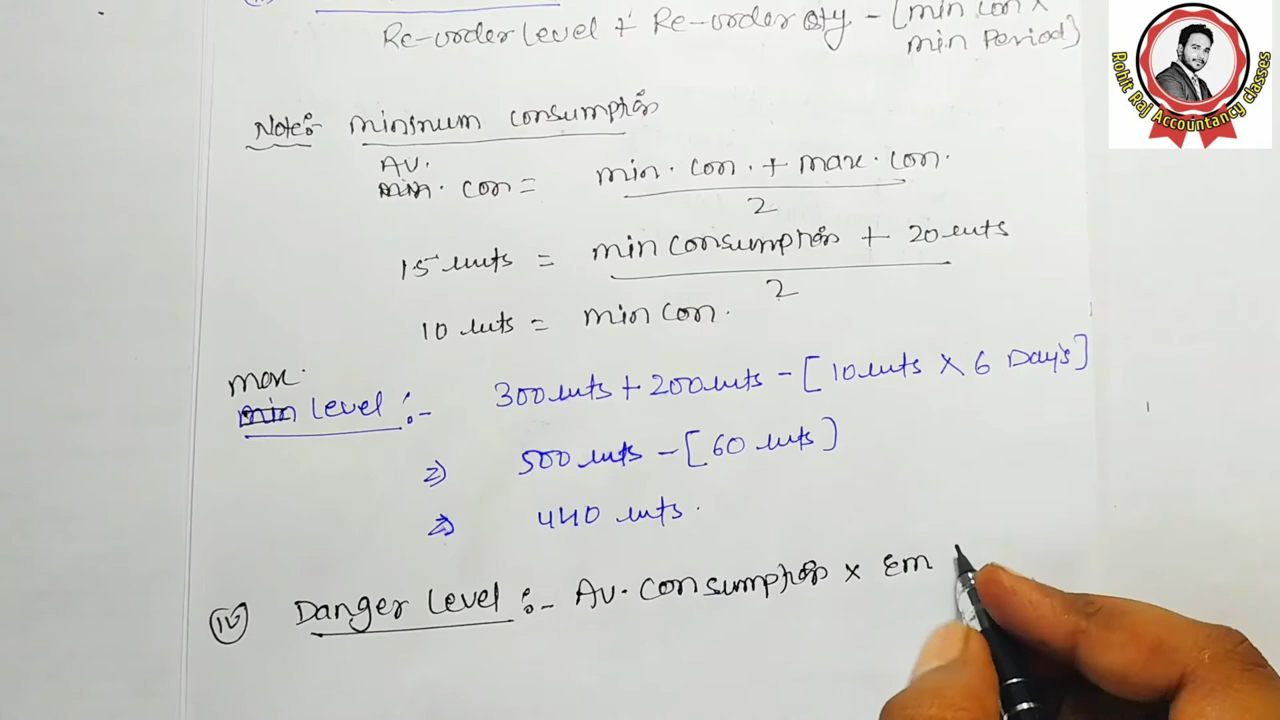 Re-order Level + Re-order Qty - [min con x
min Period]
Note:- mininum consumption
AV.
min. con = min. con. + max. con.
2
15 units = min consumption + 20 units
2
10 units = min con.
max.
min Level :- 300 units + 200 units - [10 units x 6 Days]
=) 500 units - [60 units]
=) 440 units.
iv Danger Level :- Av. Consumption x Em
Rohit Raj Accountancy classes